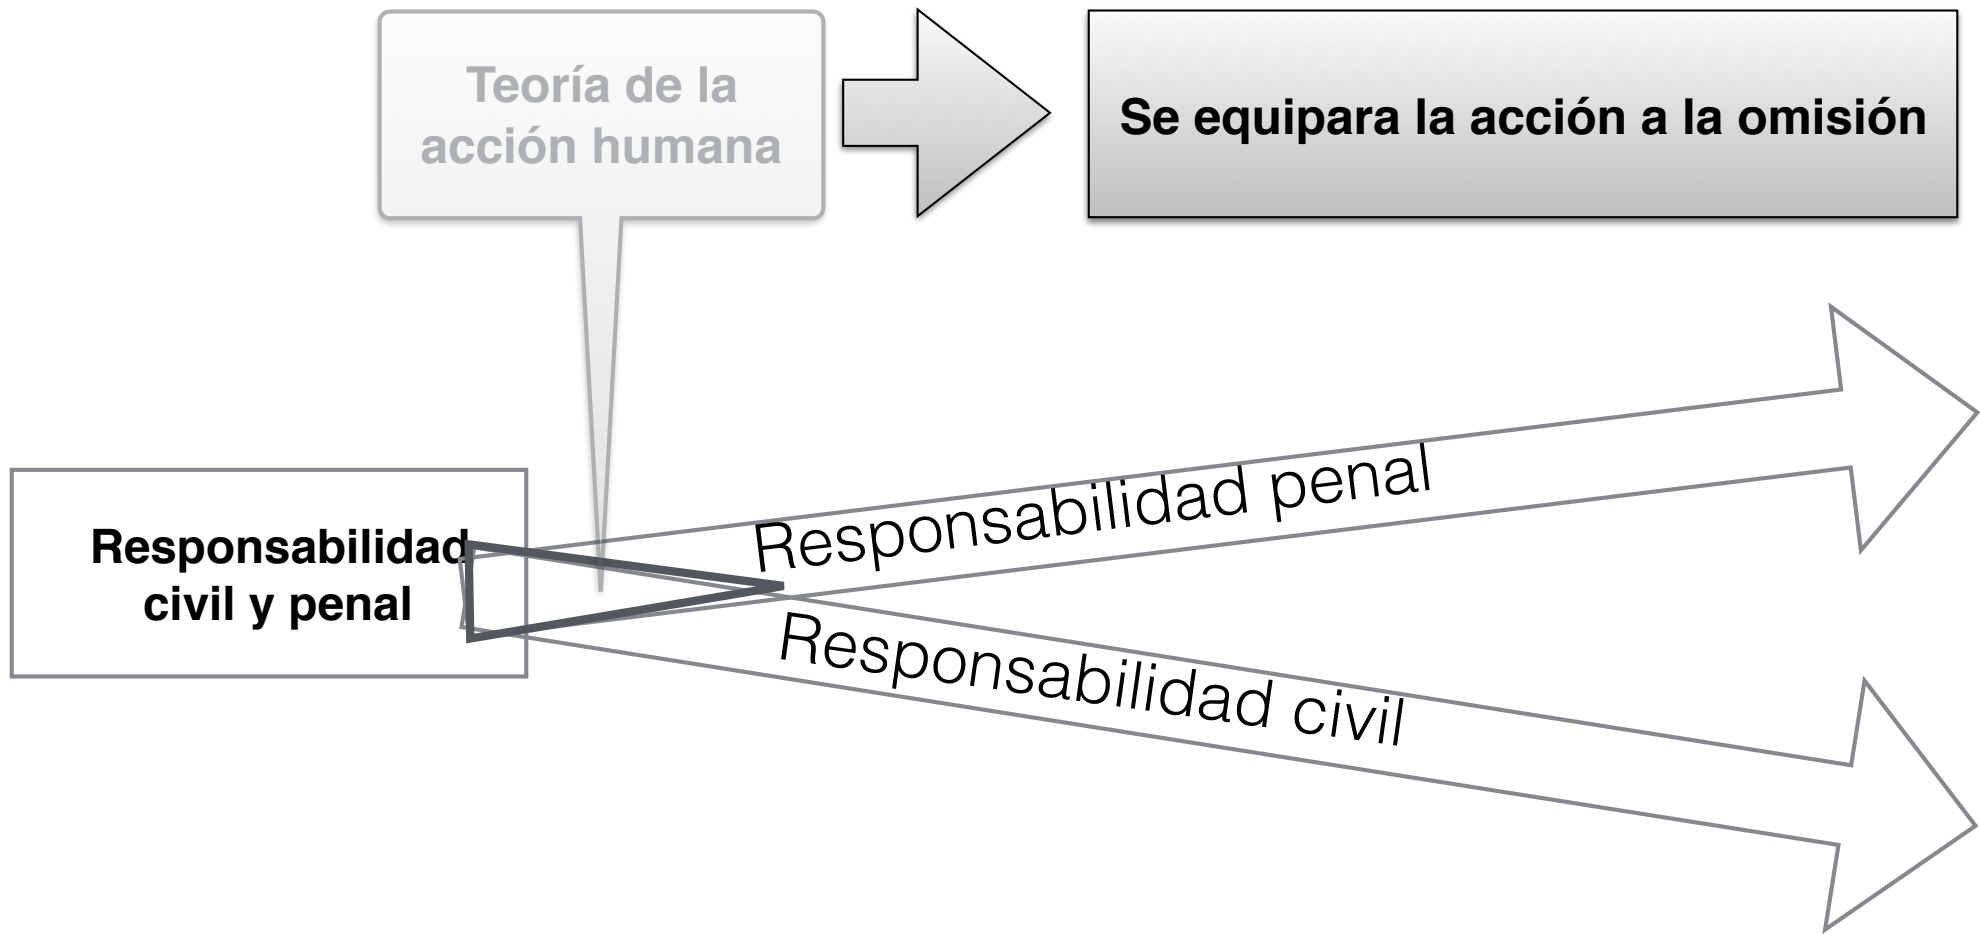 Teoría de la
acción humana
Se equipara la acción a la omisión
Responsabilidad
civil y penal
Responsabilidad penal
Responsabilidad civil